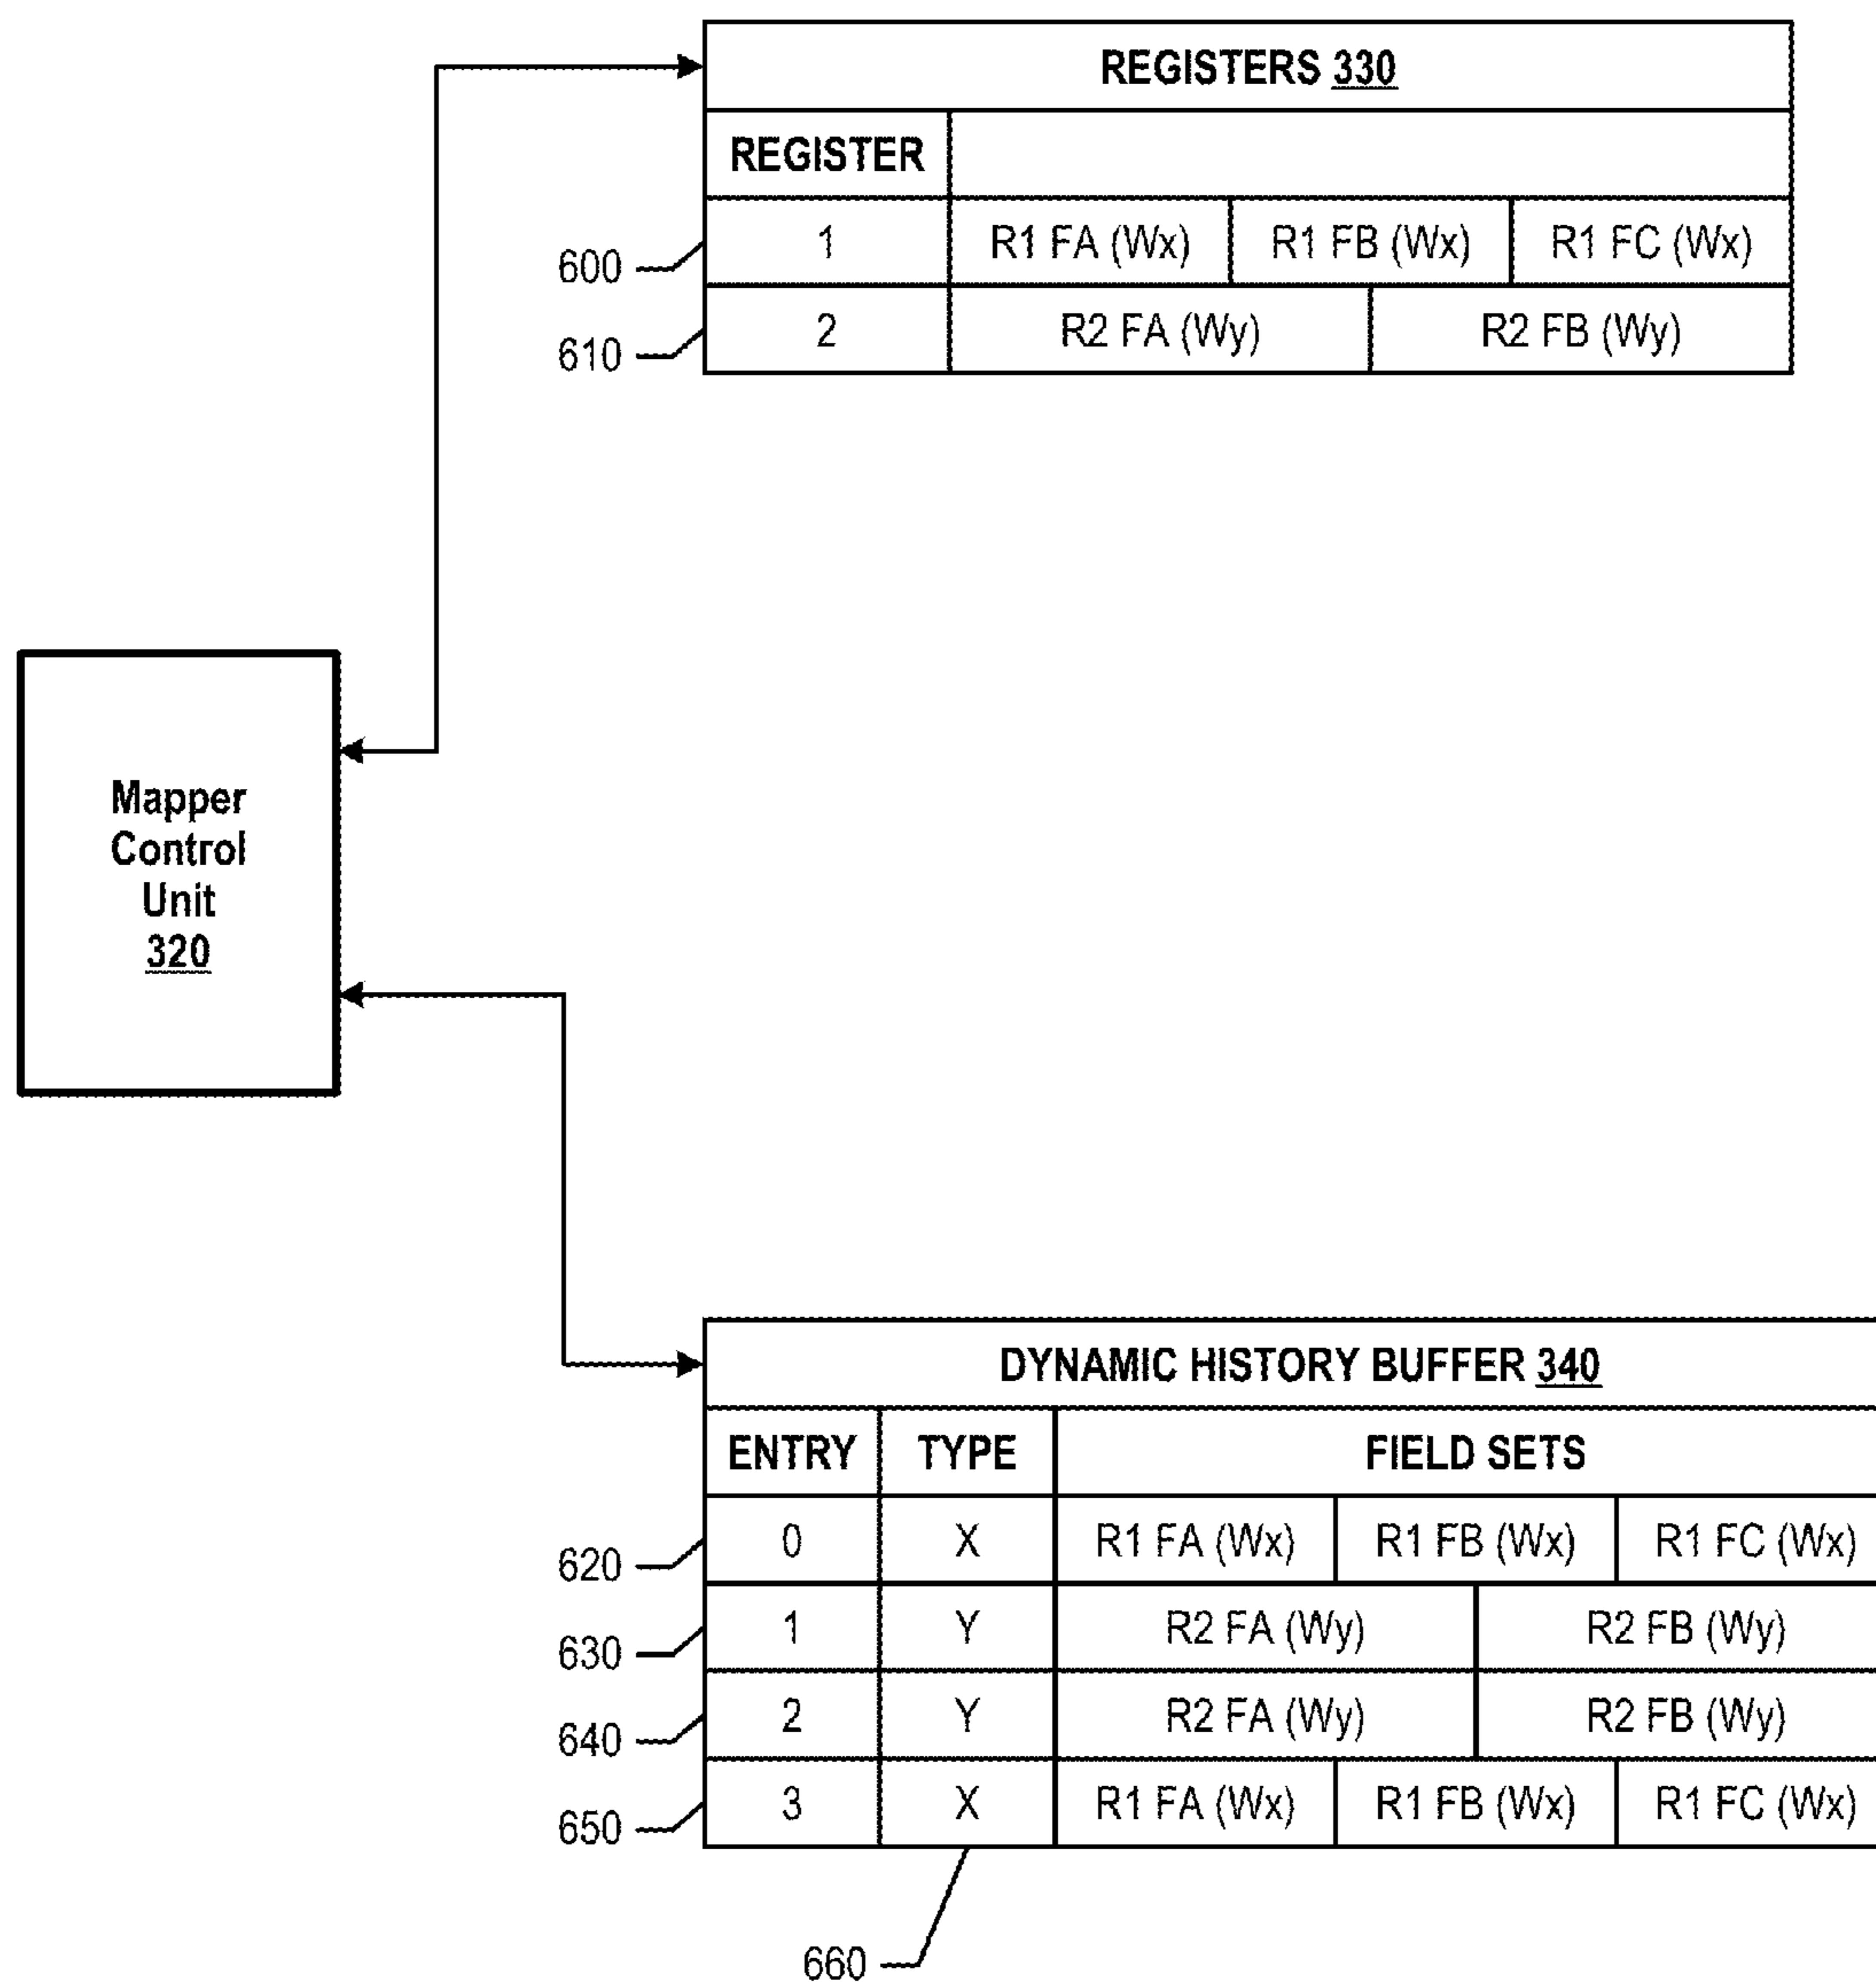 REGISTERS 330
REGISTER
600 1 R1 FA (Wx) R1 FB (Wx) R1 FC (Wx)
610 2 R2 FA (Wy) R2 FB (Wy)
Mapper
Control
Unit
320
DYNAMIC HISTORY BUFFER 340
ENTRY TYPE FIELD SETS
620 0 X R1 FA (Wx) R1 FB (Wx) R1 FC (Wx)
630 1 Y R2 FA (Wy) R2 FB (Wy)
640 2 Y R2 FA (Wy) R2 FB (Wy)
650 3 X R1 FA (Wx) R1 FB (Wx) R1 FC (Wx)
660